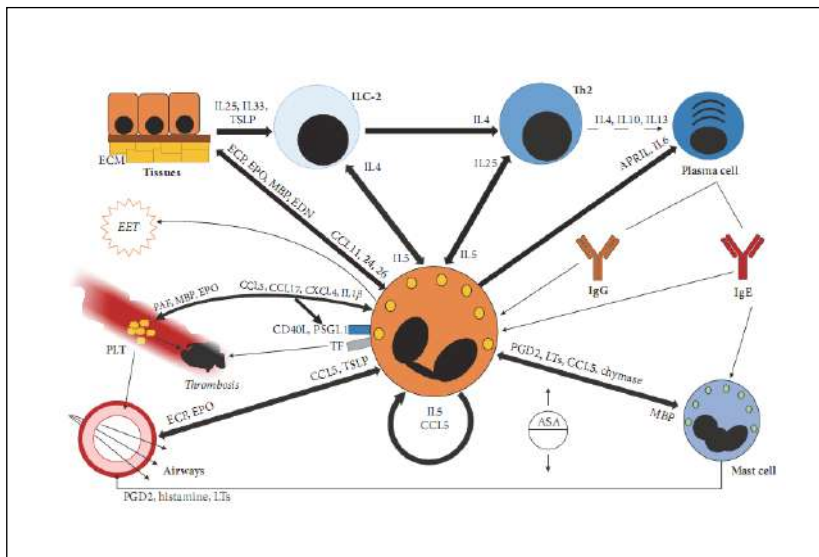 IL25, IL33,
TSLP
ILC-2
Th2
IL4
IL4, IL10, IL13
ECM
Tissues
ECP, EPO, MBP, EDN
CCL11, 24, 26
IL4
IL5
IL25
IL5
APRIL, IL6
Plasma cell
EET
IgG
IgE
PAF, MBP, EPO
CCL3, CCL17, CXCL4, IL1β
CD40L, PSGL1
TF
PLT
Thrombosis
CCL5, TSLP
ECP, EPO
PGD2, LTs, CCL5, chymase
MBP
IL5
CCL5
ASA
Airways
Mast cell
PGD2, histamine, LTs